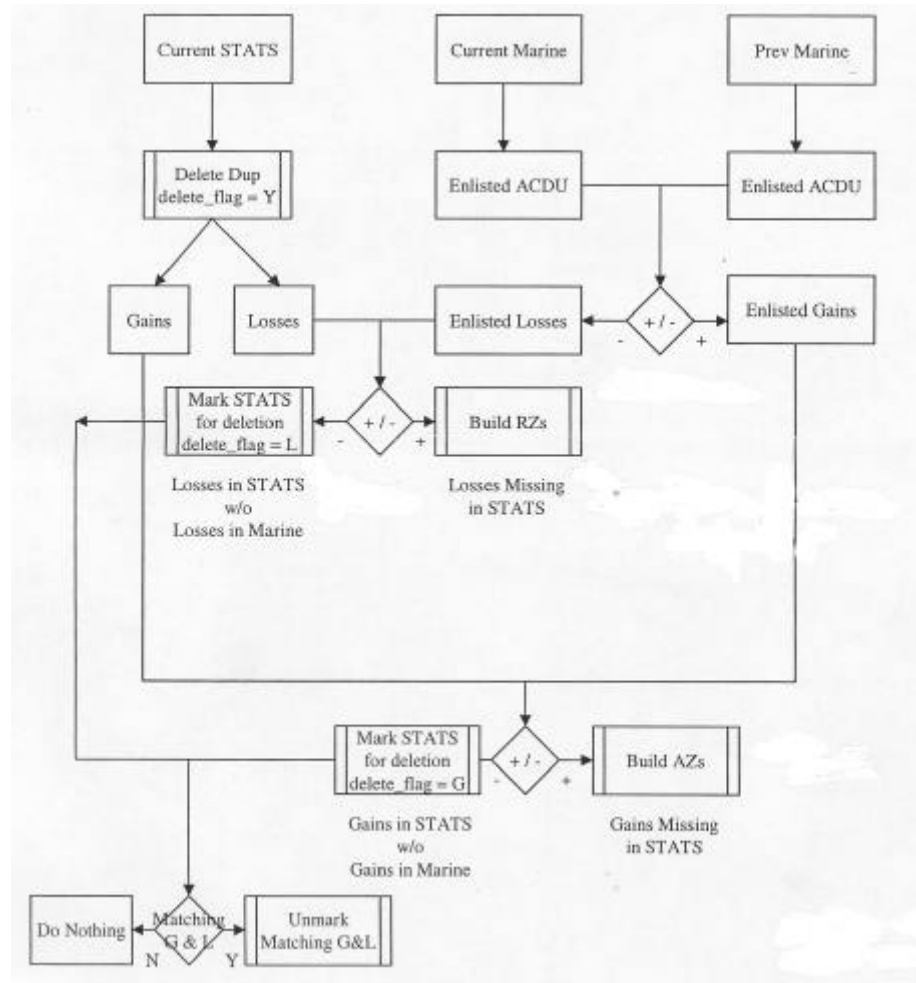 Current STATS
Current Marine
Prev Marine
Delete Dup
delete_flag = Y
Enlisted ACDU
Enlisted ACDU
Gains
Losses
Enlisted Losses
+ / -
-
+
Enlisted Gains
Mark STATS
for deletion
delete_flag = L
+ / -
-
+
Build RZs
Losses in STATS
w/o
Losses in Marine
Losses Missing
in STATS
Mark STATS
for deletion
delete_flag = G
+ / -
-
+
Build AZs
Gains in STATS
w/o
Gains in Marine
Gains Missing
in STATS
Do Nothing
Matching
G & L
N
Y
Unmark
Matching G&L